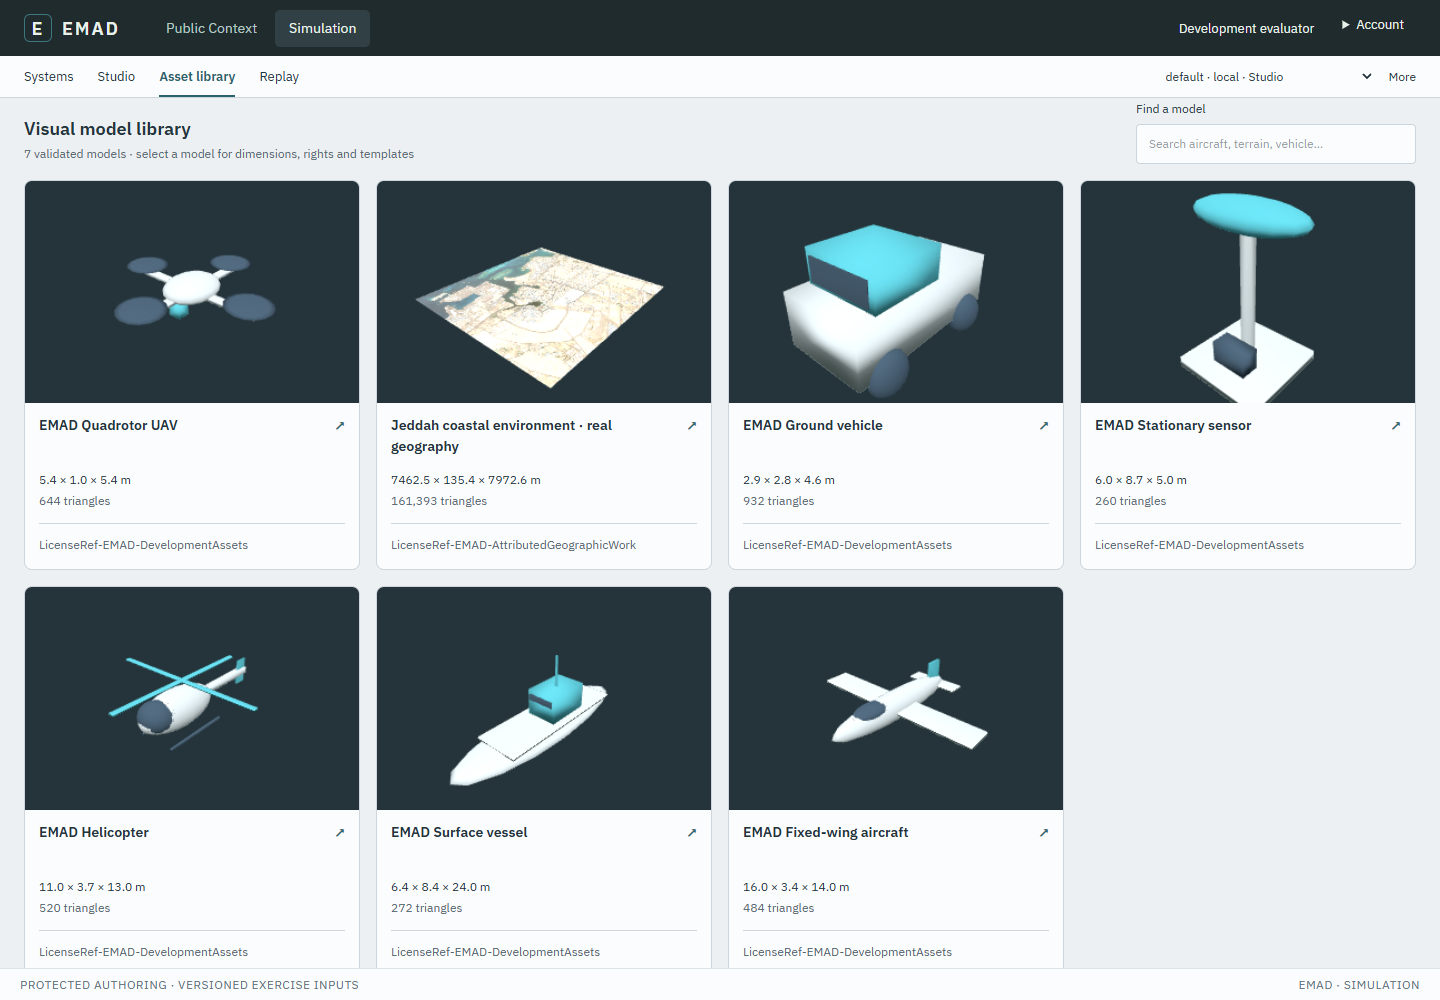 E EMAD Public Context Simulation Development evaluator ▶ Account
Systems Studio Asset library Replay default · local · Studio More
Find a model
Visual model library
7 validated models · select a model for dimensions, rights and templates
Search aircraft, terrain, vehicle...
EMAD Quadrotor UAV ↗
5.4 × 1.0 × 5.4 m
644 triangles
LicenseRef-EMAD-DevelopmentAssets
Jeddah coastal environment · real ↗
geography
7462.5 × 135.4 × 7972.6 m
161,393 triangles
LicenseRef-EMAD-AttributedGeographicWork
EMAD Ground vehicle ↗
2.9 × 2.8 × 4.6 m
932 triangles
LicenseRef-EMAD-DevelopmentAssets
EMAD Stationary sensor ↗
6.0 × 8.7 × 5.0 m
260 triangles
LicenseRef-EMAD-DevelopmentAssets
EMAD Helicopter ↗
11.0 × 3.7 × 13.0 m
520 triangles
LicenseRef-EMAD-DevelopmentAssets
EMAD Surface vessel ↗
6.4 × 8.4 × 24.0 m
272 triangles
LicenseRef-EMAD-DevelopmentAssets
EMAD Fixed-wing aircraft ↗
16.0 × 3.4 × 14.0 m
484 triangles
LicenseRef-EMAD-DevelopmentAssets
PROTECTED AUTHORING · VERSIONED EXERCISE INPUTS EMAD · SIMULATION